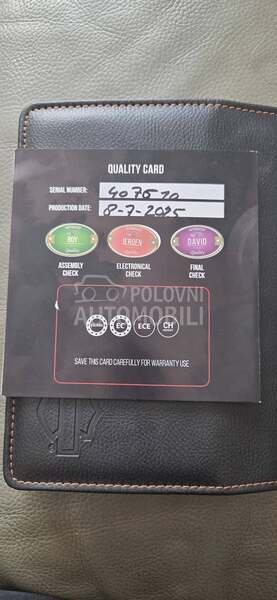 QUALITY CARD
SERIAL NUMBER: 407510
PRODUCTION DATE: 8-7-2025
ROY
JEROEN
DAVID
ASSEMBLY CHECK
ELECTRONICAL CHECK
FINAL CHECK
POLOVNI AUTOMOBILI
EC
ECE
CH
SAVE THIS CARD CAREFULLY FOR WARRANTY USE